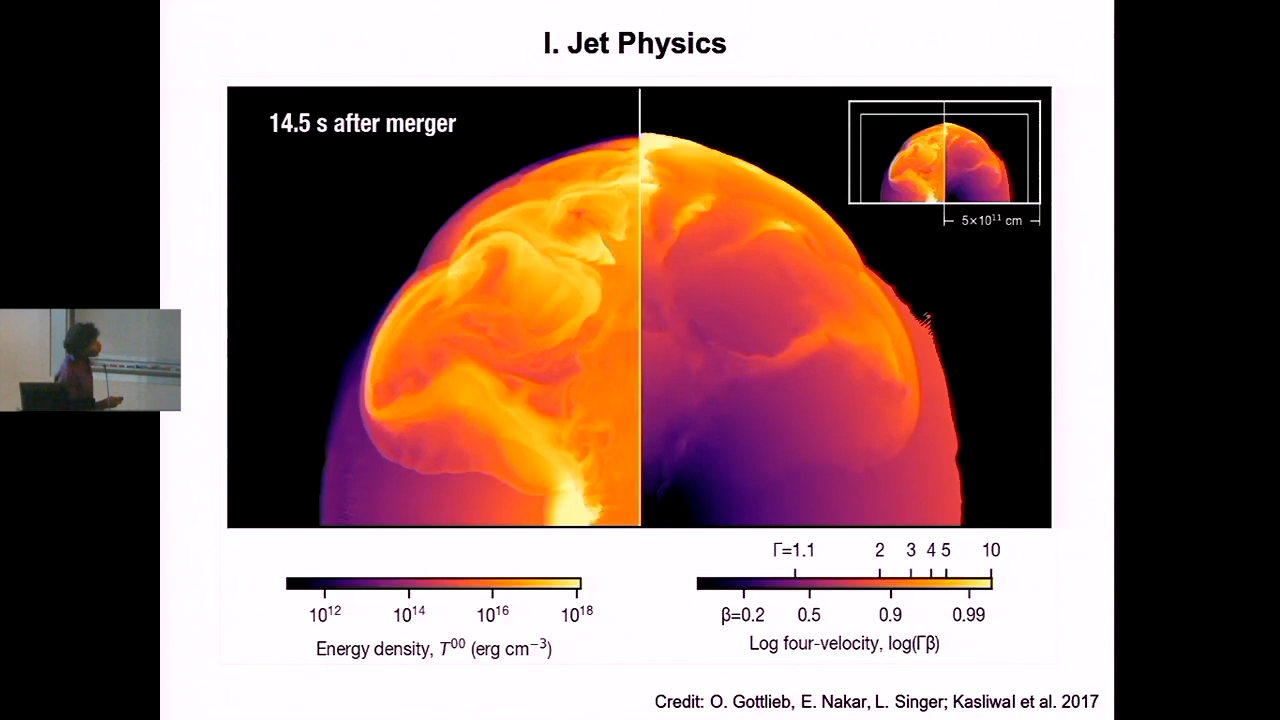 I. Jet Physics
14.5 s after merger
5×10¹¹ cm
Γ=1.1 2 3 4 5 10
10¹² 10¹⁴ 10¹⁶ 10¹⁸
β=0.2 0.5 0.9 0.99
Energy density, T⁰⁰ (erg cm⁻³)
Log four-velocity, log(Γβ)
Credit: O. Gottlieb, E. Nakar, L. Singer; Kasliwal et al. 2017